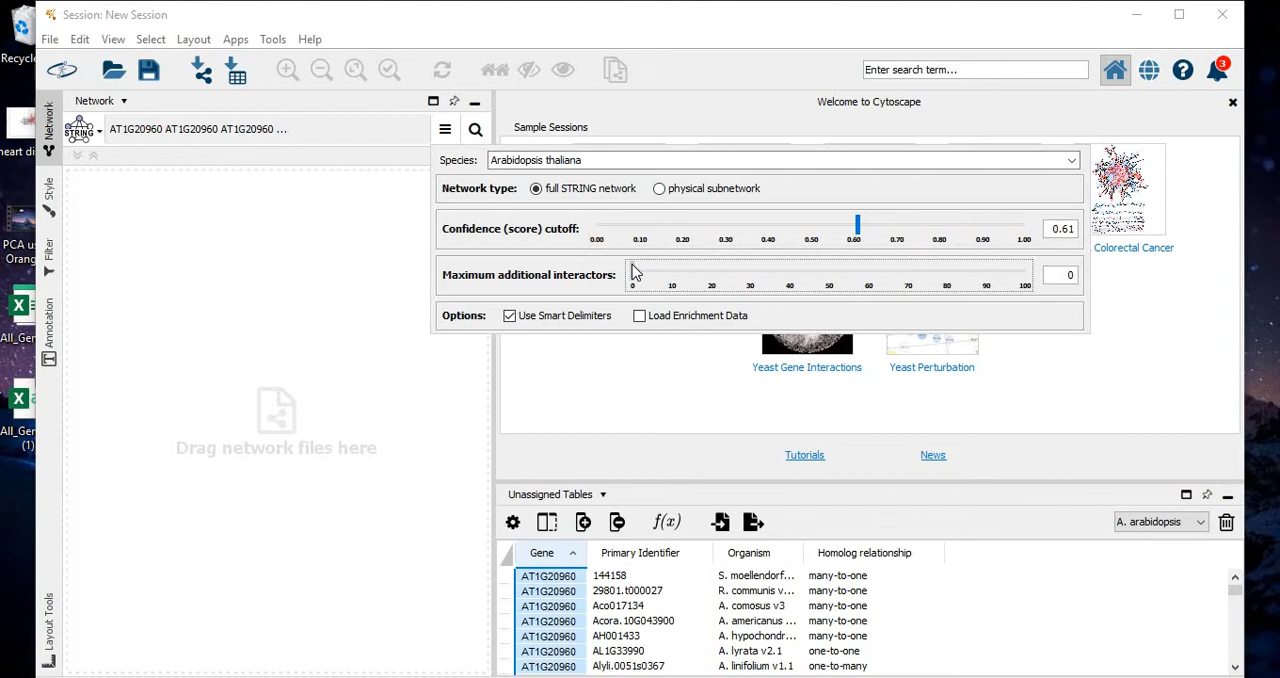 Session: New Session
File Edit View Select Layout Apps Tools Help
Enter search term...
3
Recyc
heart di
PCA u
Orang
All_Ge
All_Ge
(1)
Network
Style
Filter
Annotation
Layout Tools
Network
STRING
AT1G20960 AT1G20960 AT1G20960 ...
Drag network files here
Welcome to Cytoscape
Sample Sessions
Species: Arabidopsis thaliana
Network type: full STRING network physical subnetwork
Confidence (score) cutoff: 0.61
0.00 0.10 0.20 0.30 0.40 0.50 0.60 0.70 0.80 0.90 1.00
Maximum additional interactors: 0
0 10 20 30 40 50 60 70 80 90 100
Options: Use Smart Delimiters Load Enrichment Data
Colorectal Cancer
Yeast Gene Interactions Yeast Perturbation
Tutorials News
Unassigned Tables
f(x)
A. arabidopsis
Gene Primary Identifier Organism Homolog relationship
AT1G20960 144158 S. moellendorf... many-to-one
AT1G20960 29801.t000027 R. communis v... many-to-one
AT1G20960 Aco017134 A. comosus v3 many-to-one
AT1G20960 Acora.10G043900 A. americanus ... many-to-one
AT1G20960 AH001433 A. hypochondr... many-to-one
AT1G20960 AL1G33990 A. lyrata v2.1 one-to-one
AT1G20960 Alyli.0051s0367 A. linifolium v1.1 one-to-many